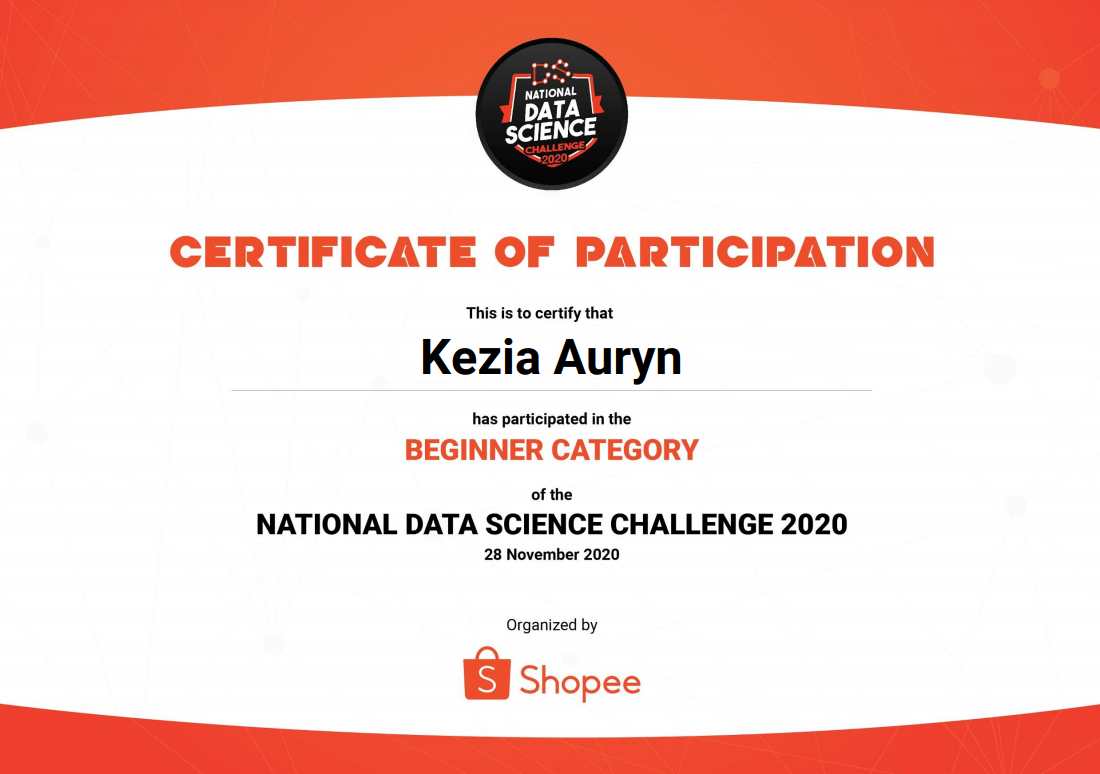 DS
NATIONAL
DATA
SCIENCE
CHALLENGE
2020
CERTIFICATE OF PARTICIPATION
This is to certify that
Kezia Auryn
has participated in the
BEGINNER CATEGORY
of the
NATIONAL DATA SCIENCE CHALLENGE 2020
28 November 2020
Organized by
S Shopee